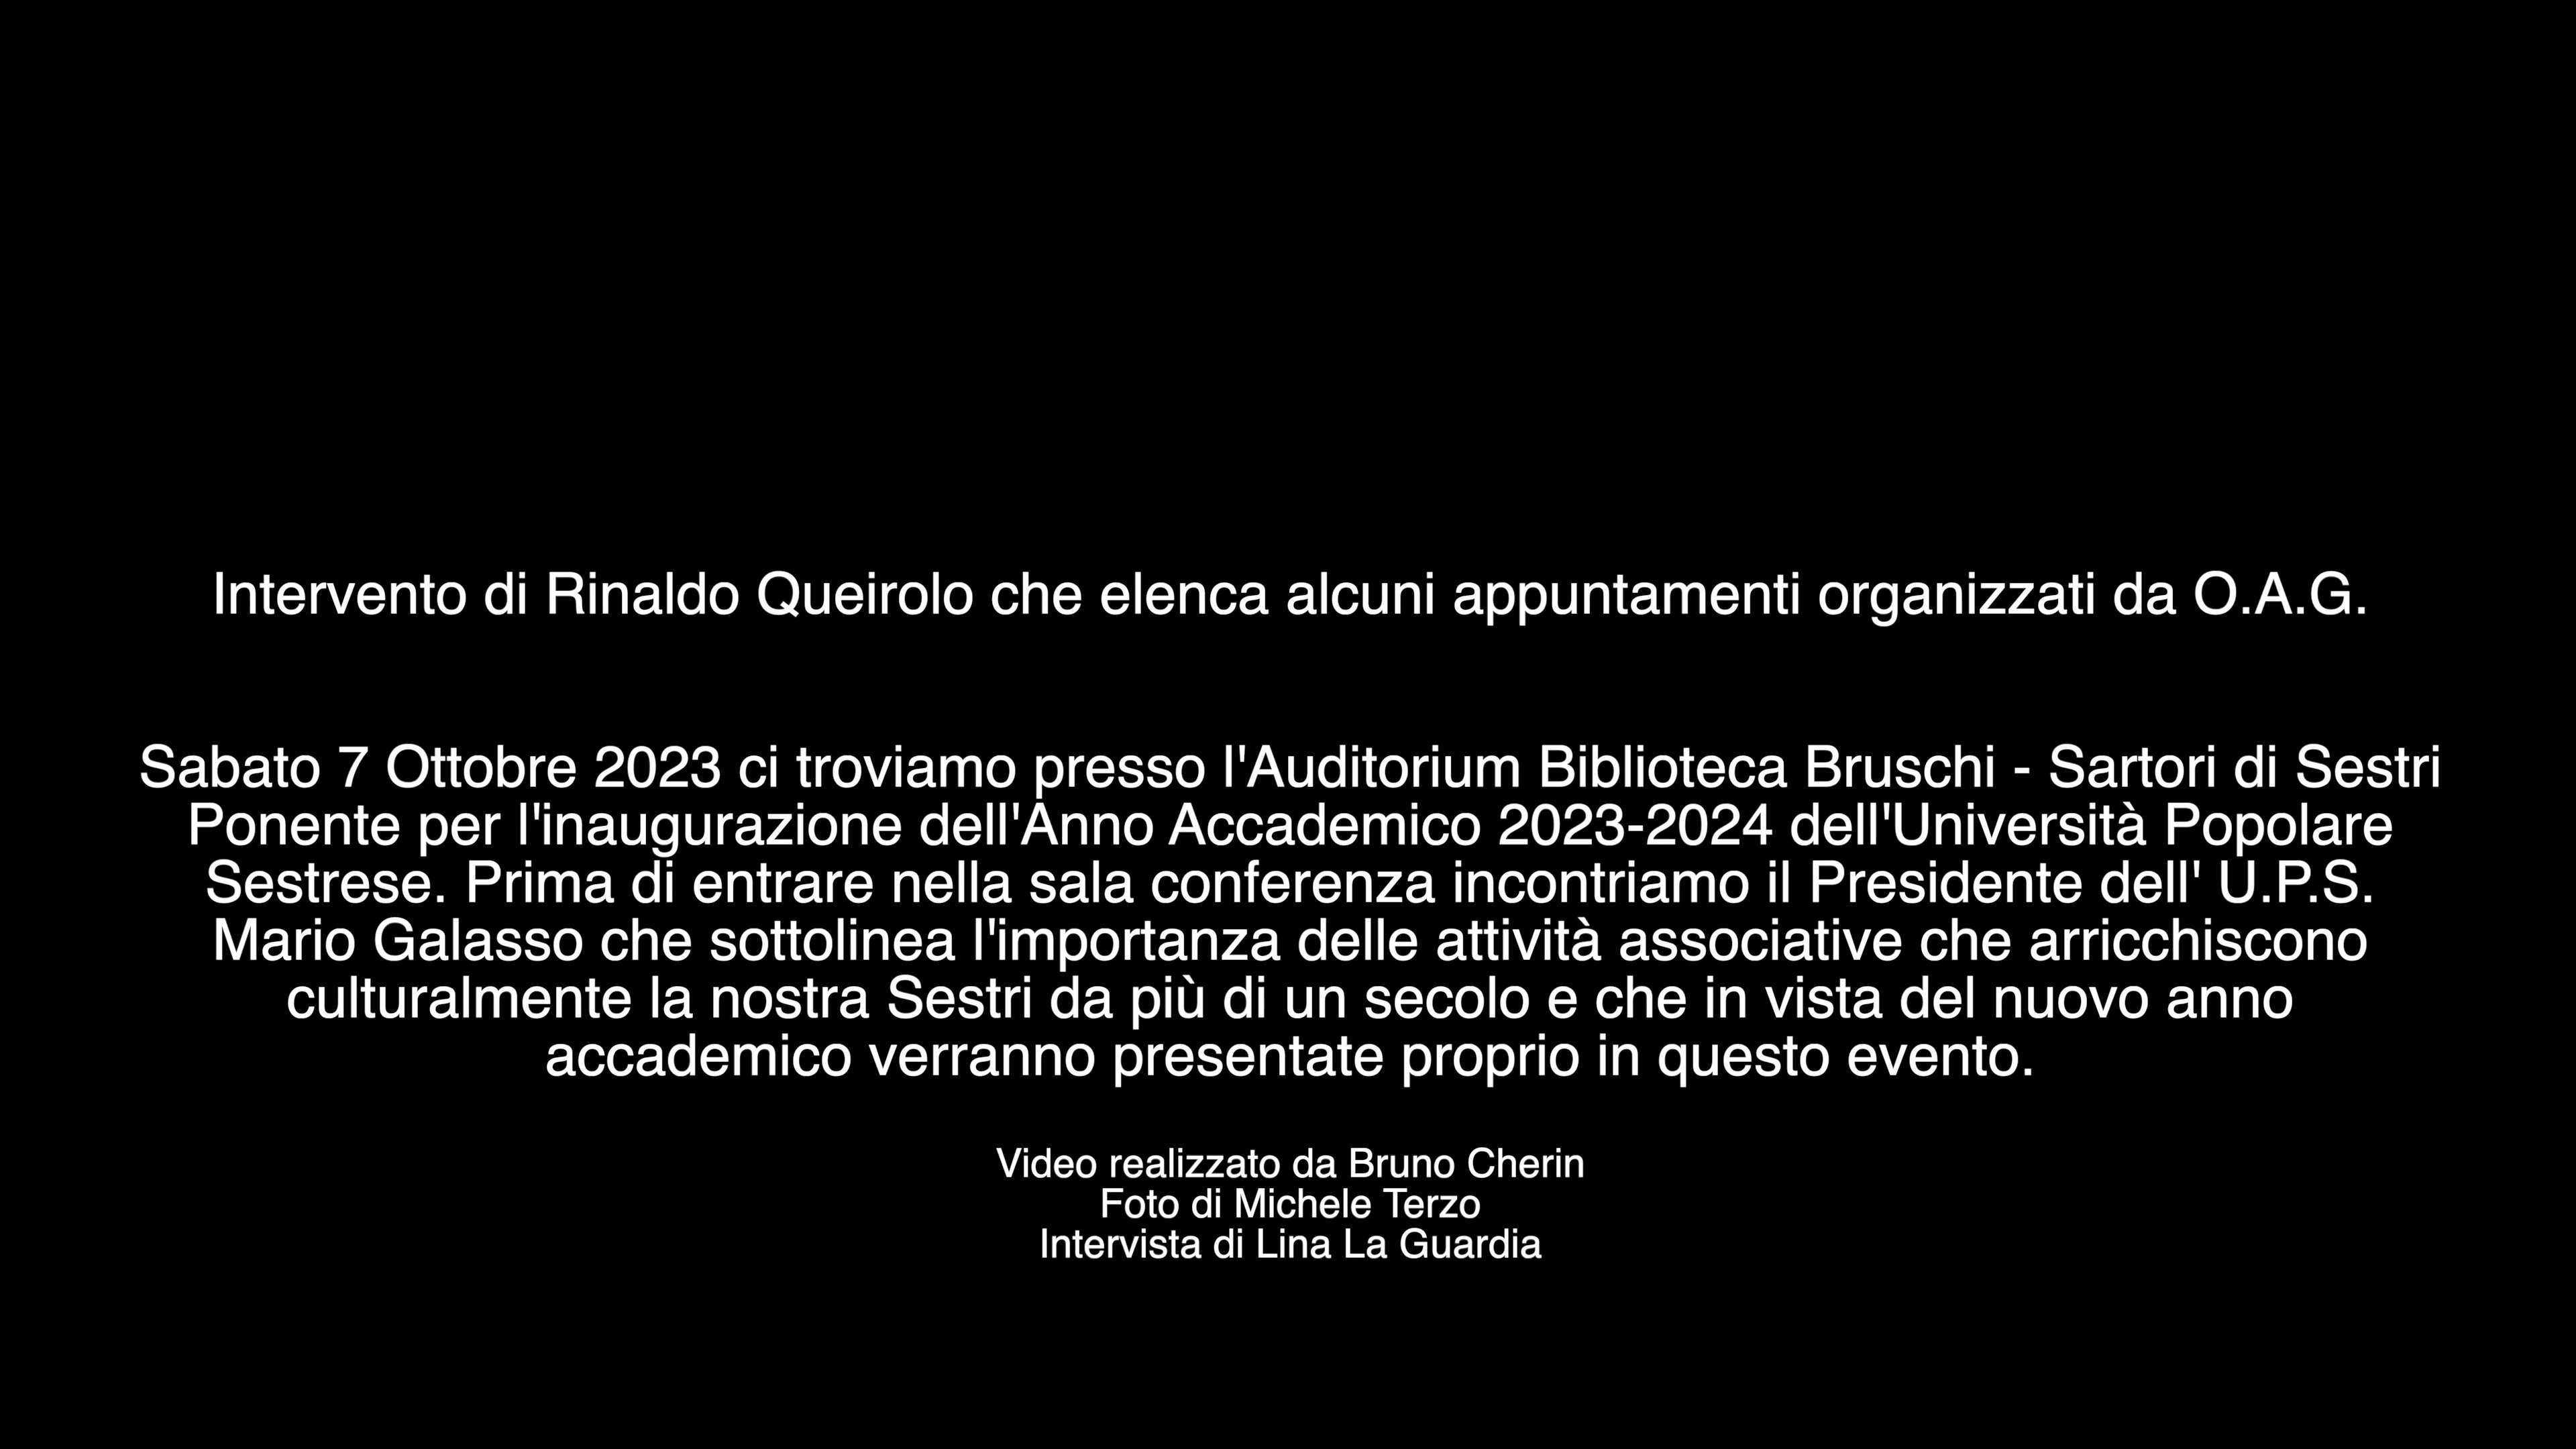 Intervento di Rinaldo Queirolo che elenca alcuni appuntamenti organizzati da O.A.G.
Sabato 7 Ottobre 2023 ci troviamo presso l'Auditorium Biblioteca Bruschi - Sartori di Sestri
Ponente per l'inaugurazione dell'Anno Accademico 2023-2024 dell'Università Popolare
Sestrese. Prima di entrare nella sala conferenza incontriamo il Presidente dell' U.P.S.
Mario Galasso che sottolinea l'importanza delle attività associative che arricchiscono
culturalmente la nostra Sestri da più di un secolo e che in vista del nuovo anno
accademico verranno presentate proprio in questo evento.
Video realizzato da Bruno Cherin
Foto di Michele Terzo
Intervista di Lina La Guardia